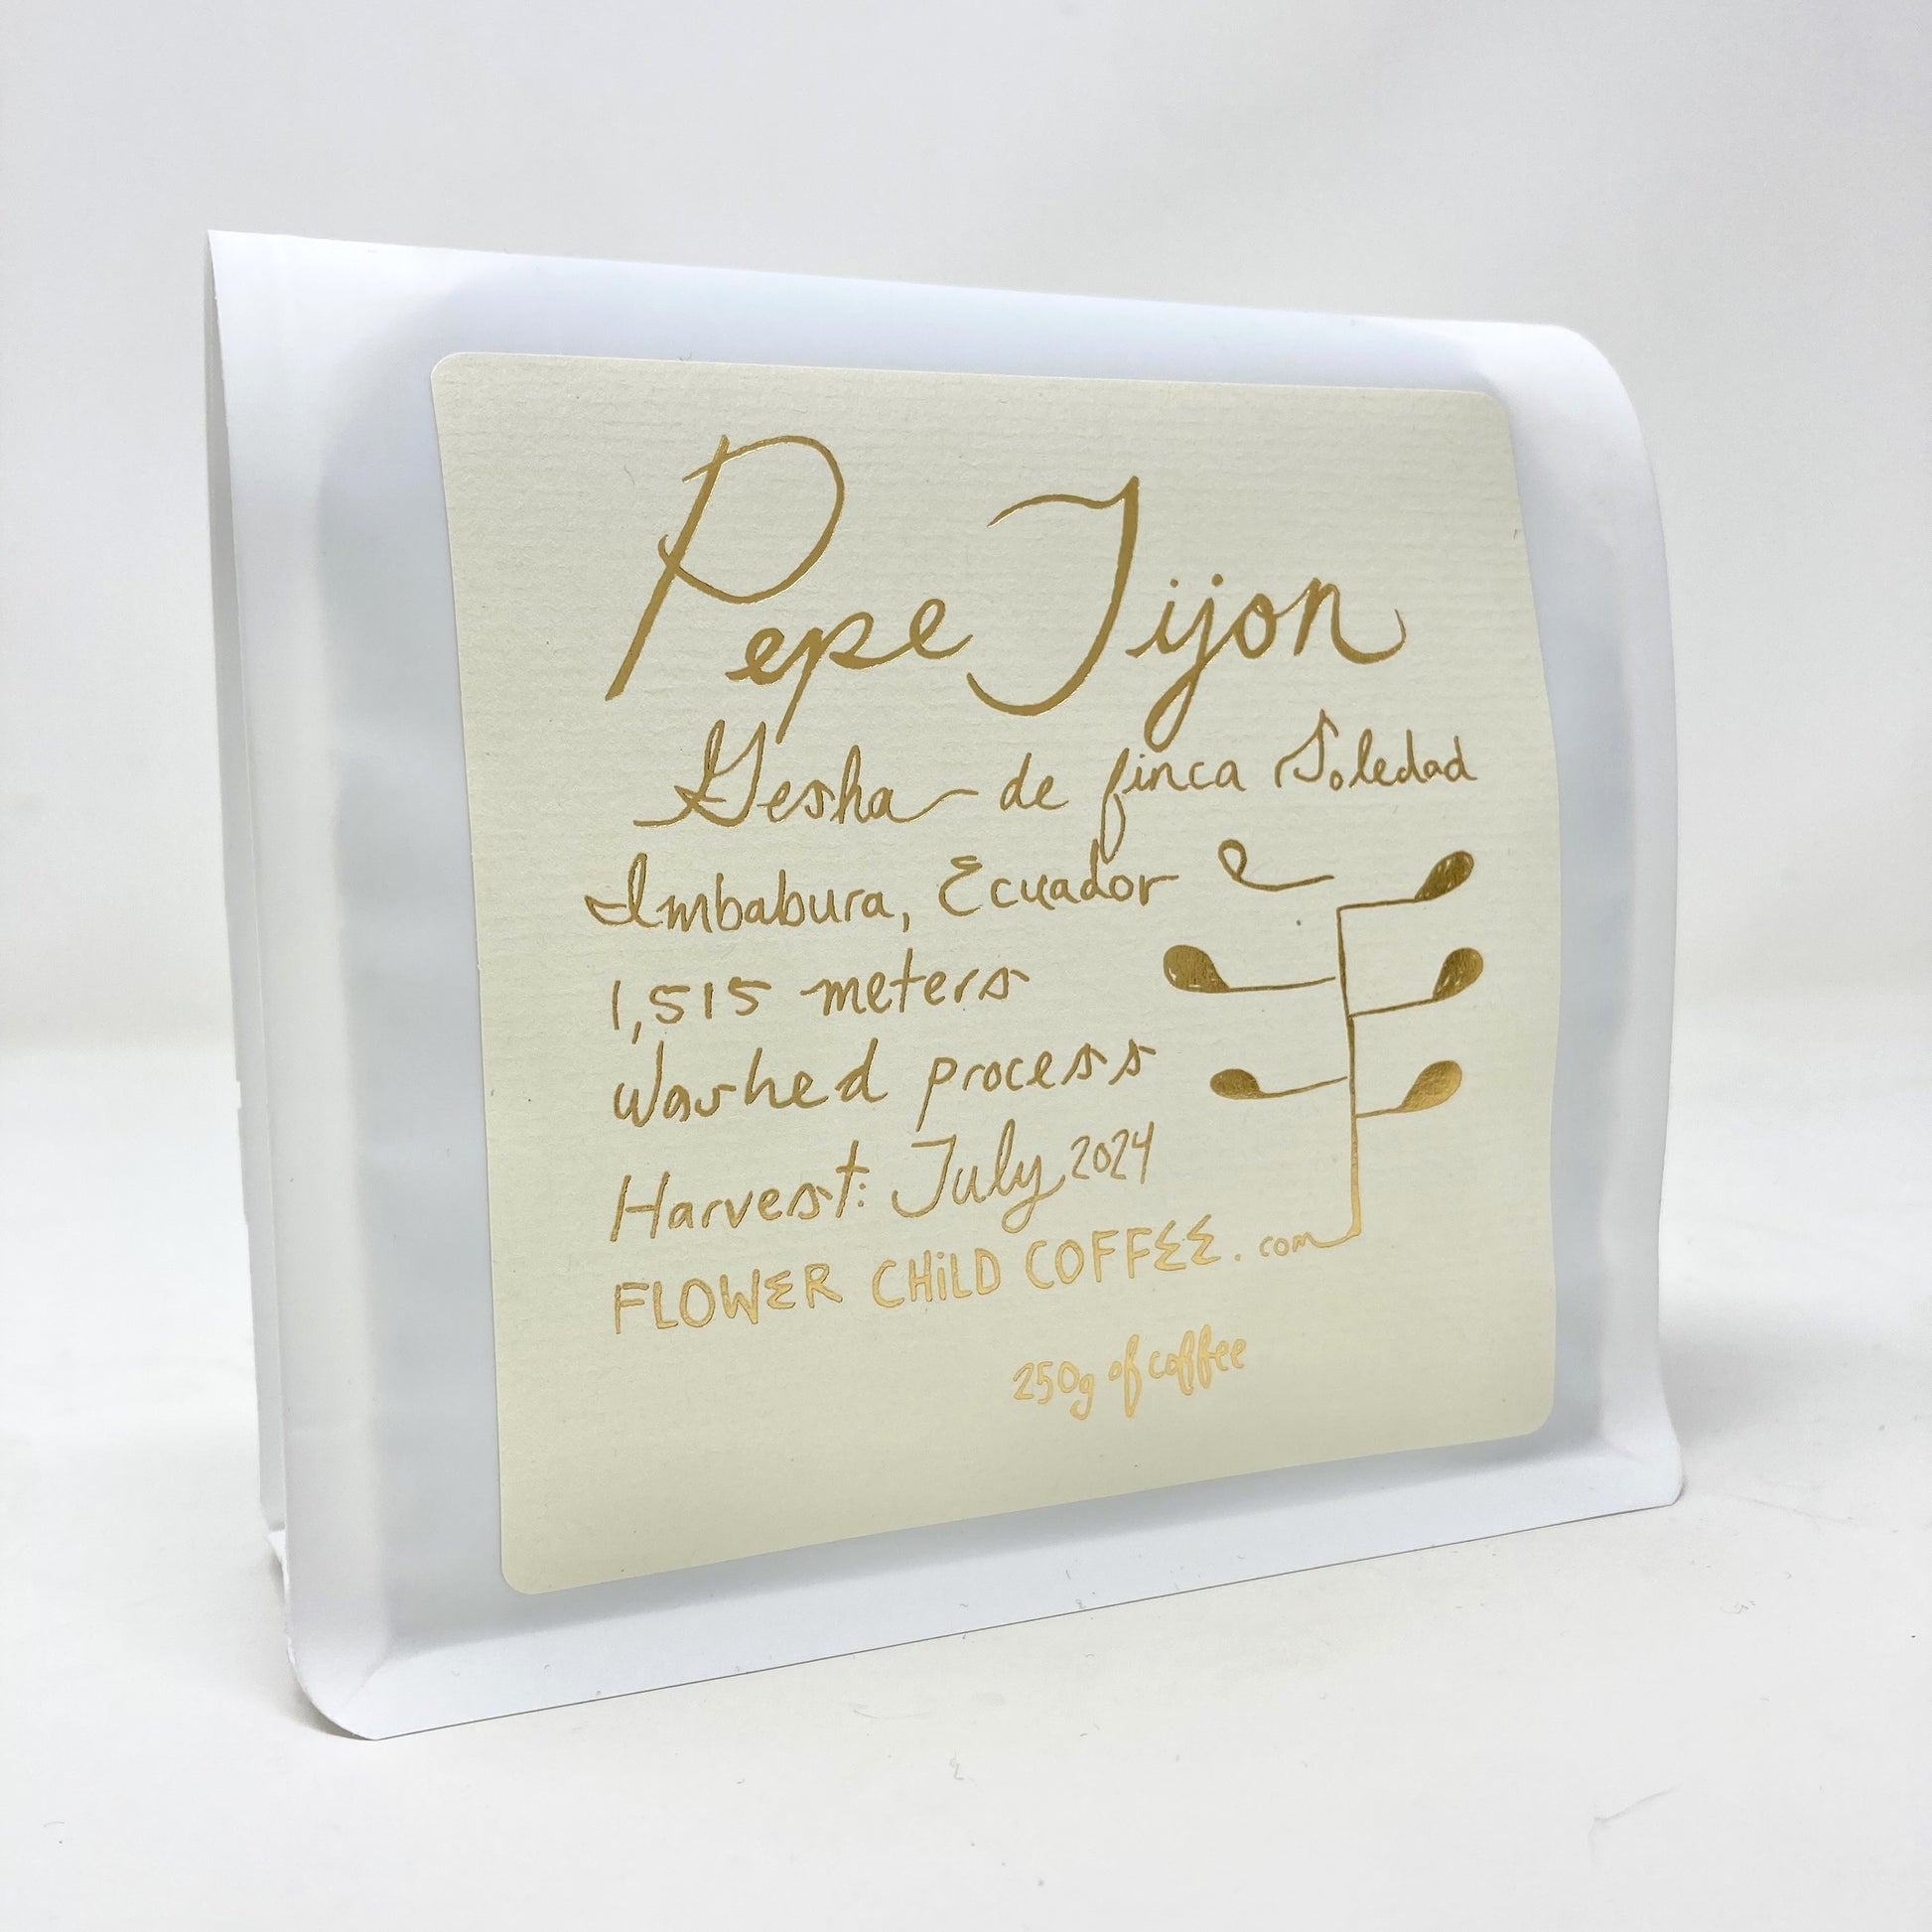 Pepe Jijon
Gesha de finca Soledad
Imbabura, Ecuador
1,515 meters
Washed process
Harvest: July 2024
FLOWER CHiLD COFFEE.com
250g of coffee